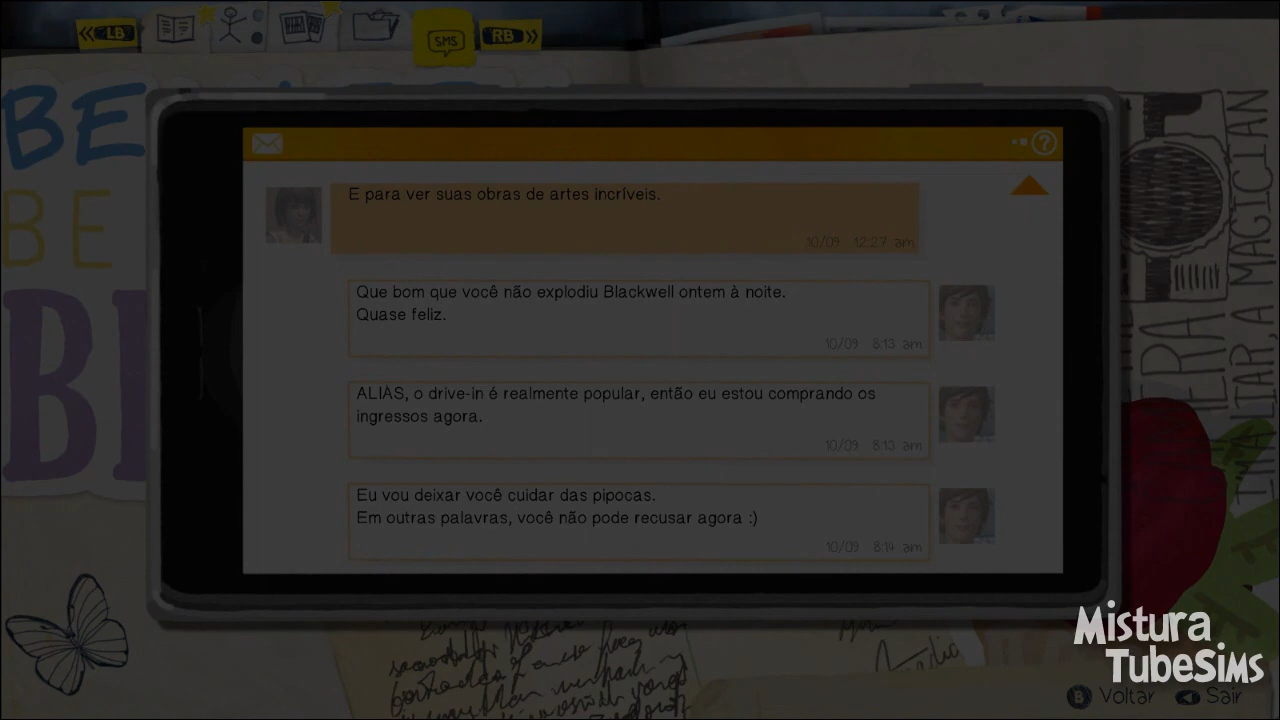 LB
SMS
RB
BE
BE
E para ver suas obras de artes incríveis.
10/09 12:27 am
Que bom que você não explodiu Blackwell ontem à noite.
Quase feliz.
10/09 8:13 am
ALIÁS, o drive-in é realmente popular, então eu estou comprando os
ingressos agora.
10/09 8:13 am
Eu vou deixar você cuidar das pipocas.
Em outras palavras, você não pode recusar agora :)
10/09 8:14 am
Mistura
TubeSims
B Voltar Sair